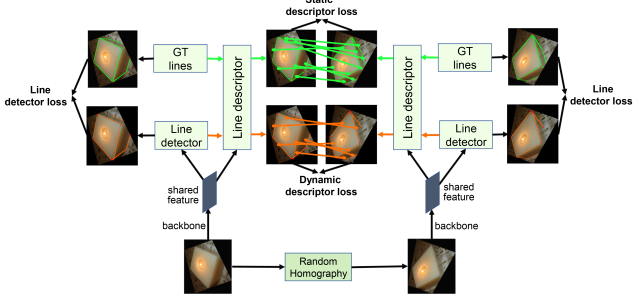 Static
descriptor loss
GT
lines
Line descriptor
Line descriptor
GT
lines
Line
detector loss
Line
detector loss
Line
detector
Line
detector
Dynamic
descriptor loss
shared
feature
shared
feature
backbone
backbone
Random
Homography